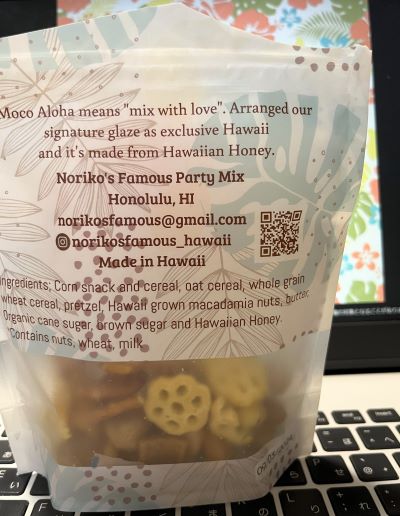 Moco Aloha means "mix with love". Arranged our
signature glaze as exclusive Hawaii
and it's made from Hawaiian Honey.
Noriko's Famous Party Mix
Honolulu, HI
norikosfamous@gmail.com
norikosfamous_hawaii
Made in Hawaii
Ingredients; Corn snack and cereal, oat cereal, whole grain
wheat cereal, pretzel, Hawaii grown macadamia nuts, butter,
Organic cane sugar, brown sugar and Hawaiian Honey.
*Contains nuts, wheat, milk